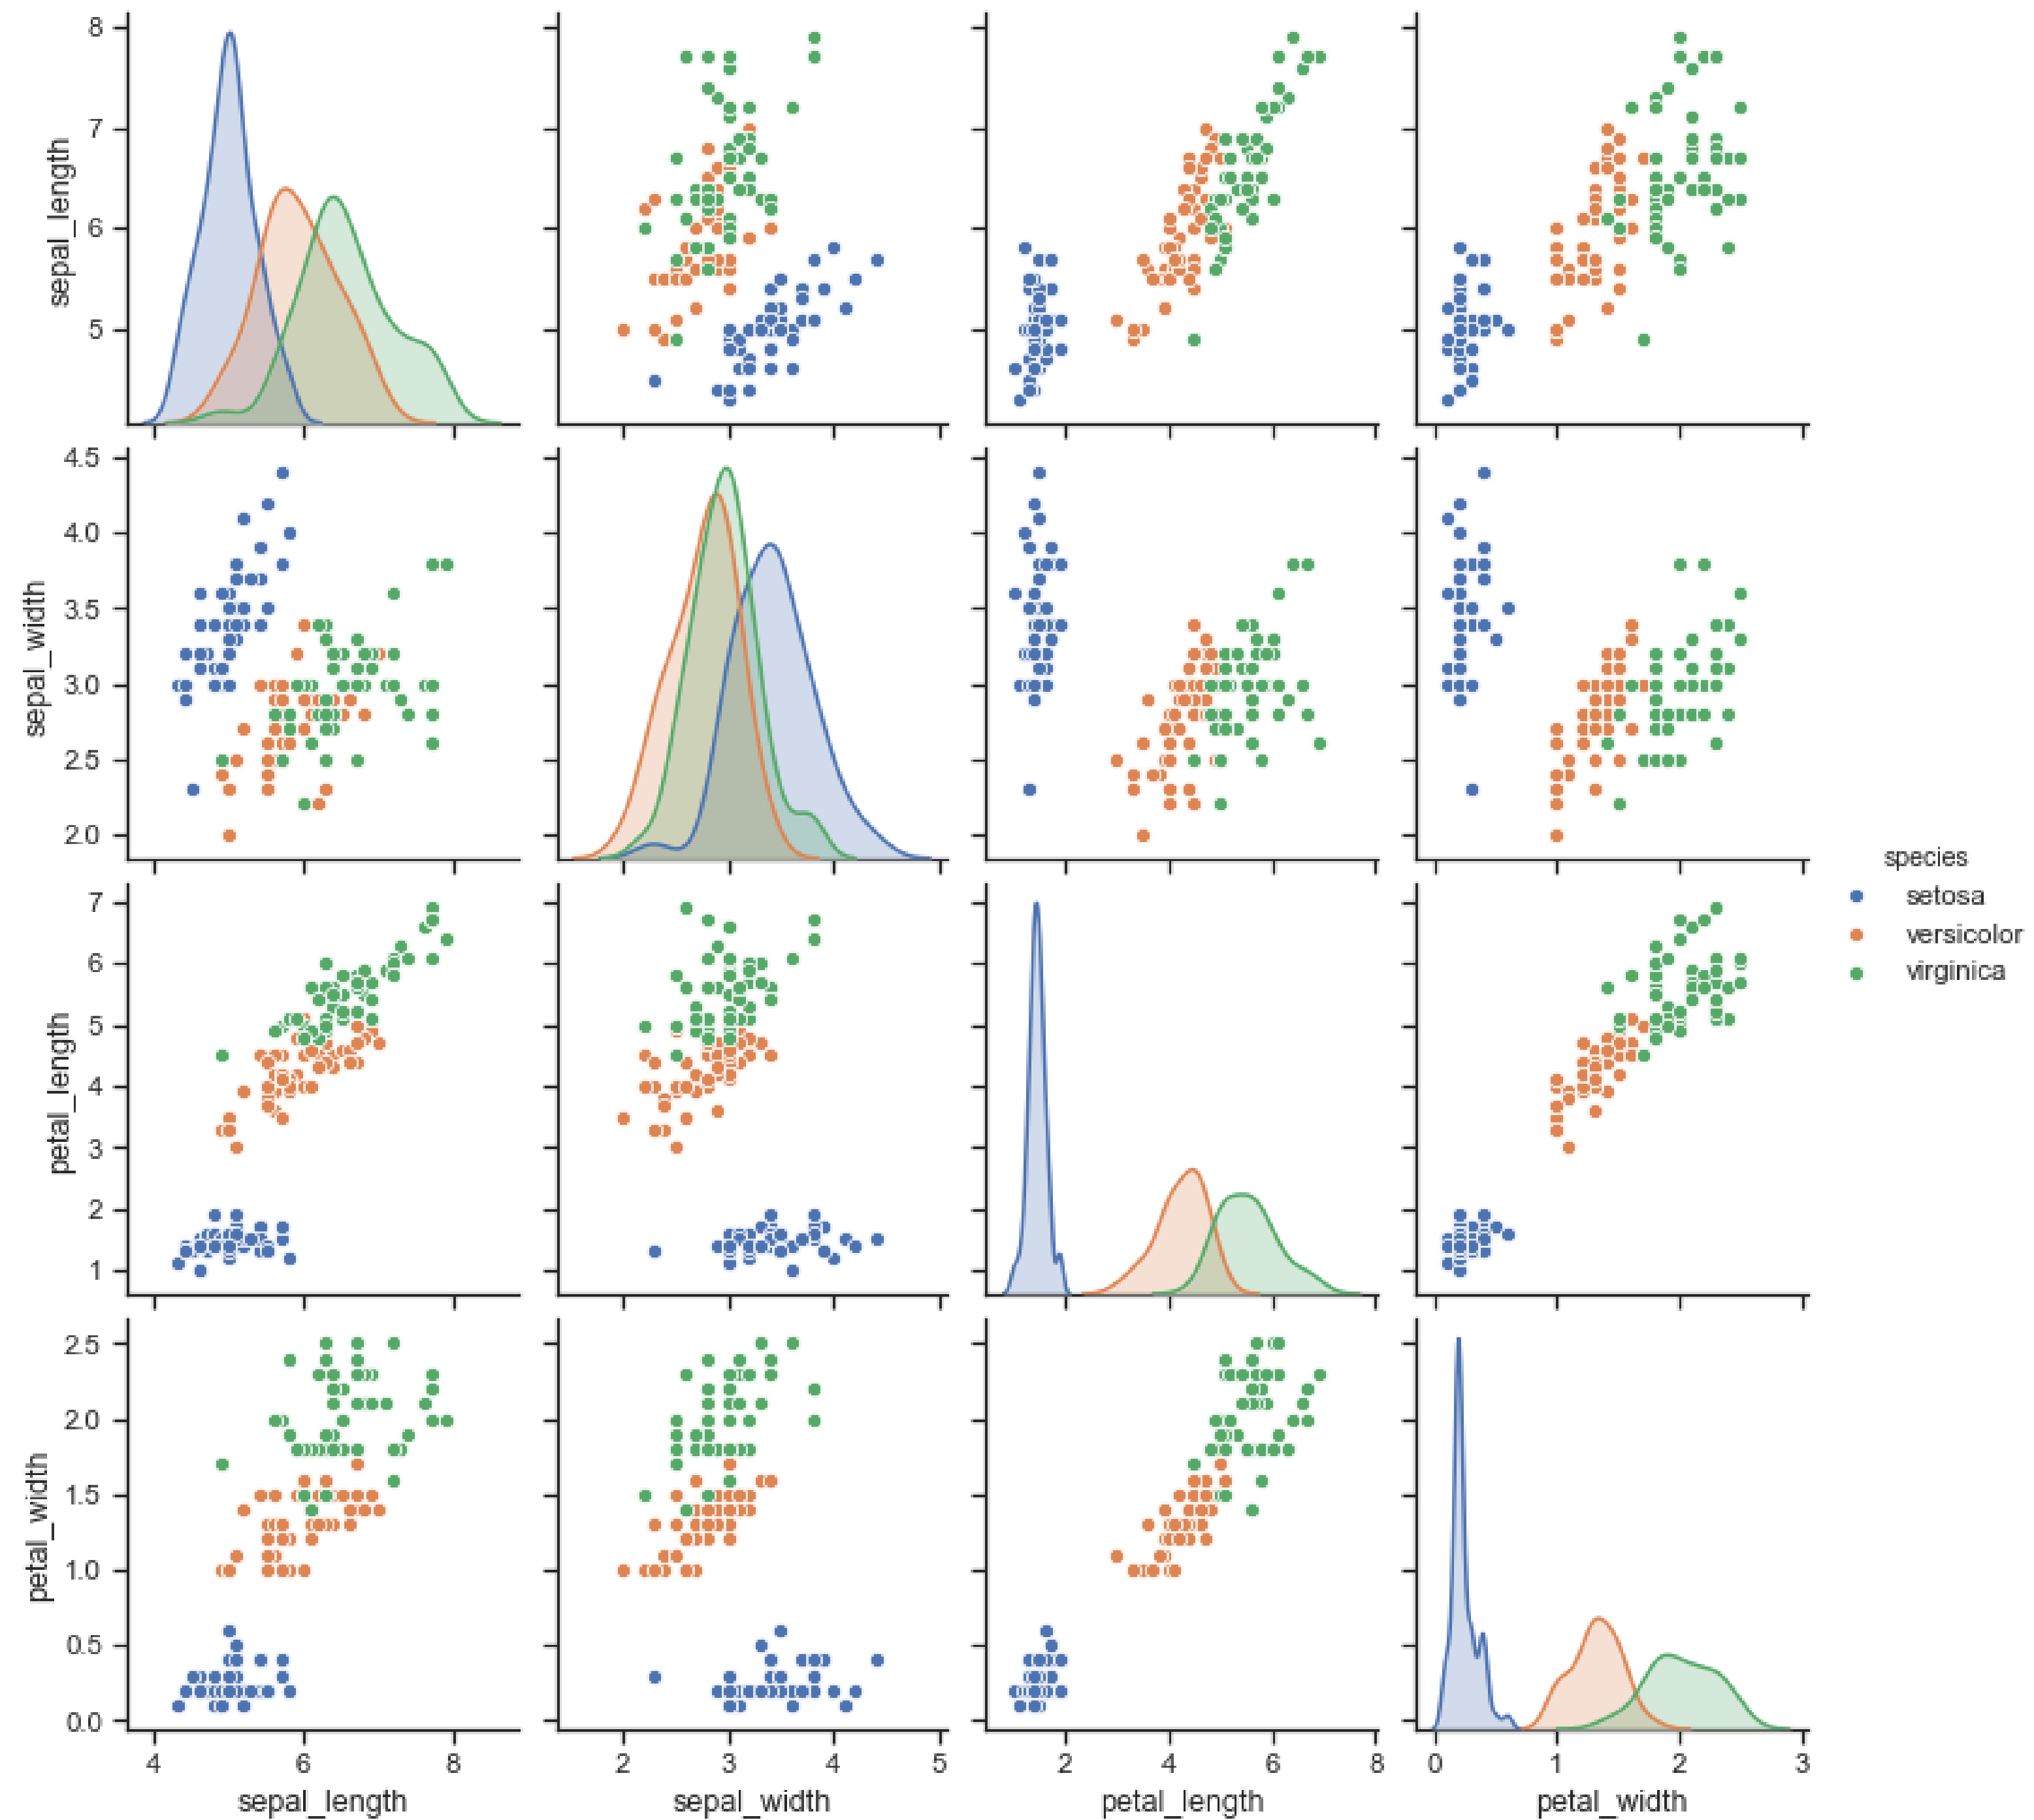 8
7
6
5
sepal_length
4.5
4.0
3.5
3.0
2.5
2.0
sepal_width
species
setosa
versicolor
virginica
7
6
5
4
3
2
1
petal_length
2.5
2.0
1.5
1.0
0.5
0.0
petal_width
4 6 8
2 3 4 5
2 4 6 8
0 1 2 3
sepal_length
sepal_width
petal_length
petal_width